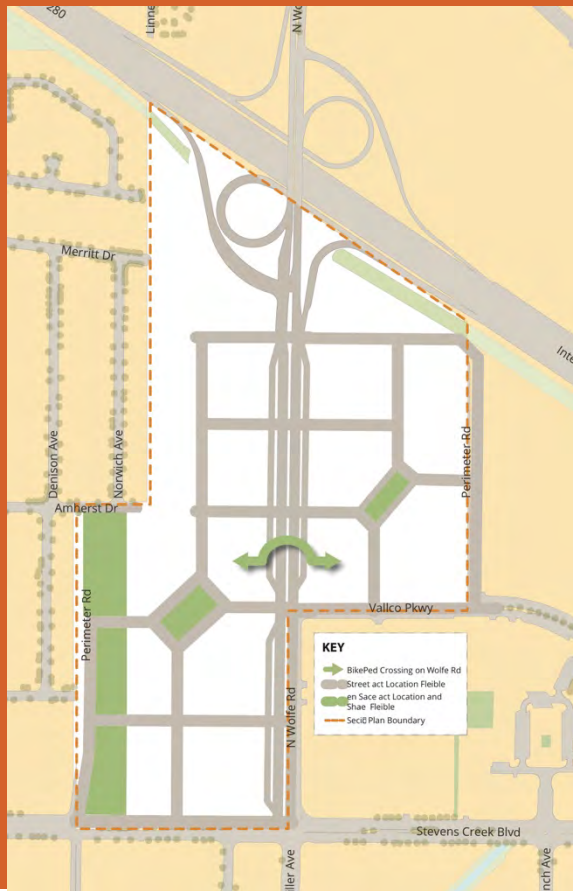 280
Linne
N Wo
Merritt Dr
Inte
Denison Ave
Norwich Ave
Perimeter Rd
Amherst Dr
Perimeter Rd
Vallco Pkwy
KEY
BikePed Crossing on Wolfe Rd
Street act Location Fleible
en Sace act Location and
Shae Fleible
Seci Plan Boundary
N Wolfe Rd
Stevens Creek Blvd
ller Ave
nch Ave